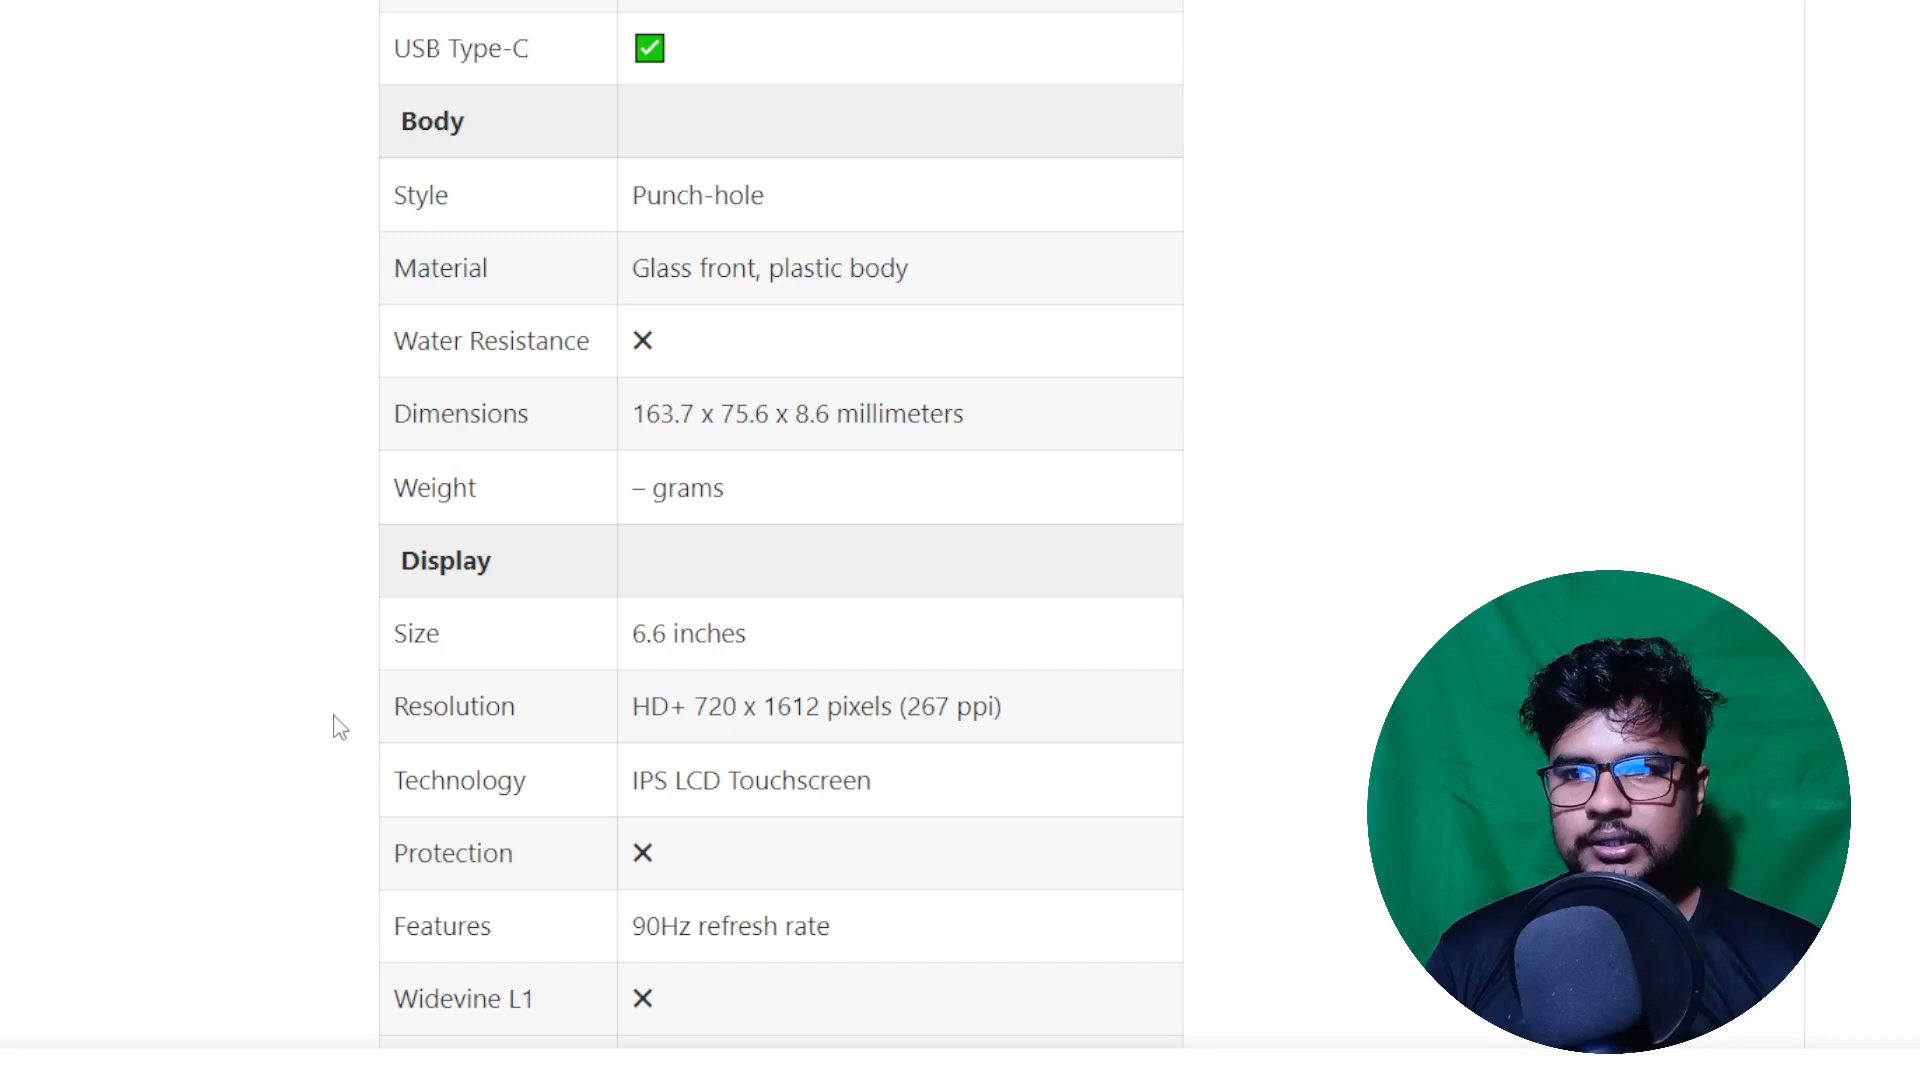 USB Type-C ✅
Body
Style Punch-hole
Material Glass front, plastic body
Water Resistance ✕
Dimensions 163.7 x 75.6 x 8.6 millimeters
Weight – grams
Display
Size 6.6 inches
Resolution HD+ 720 x 1612 pixels (267 ppi)
Technology IPS LCD Touchscreen
Protection ✕
Features 90Hz refresh rate
Widevine L1 ✕